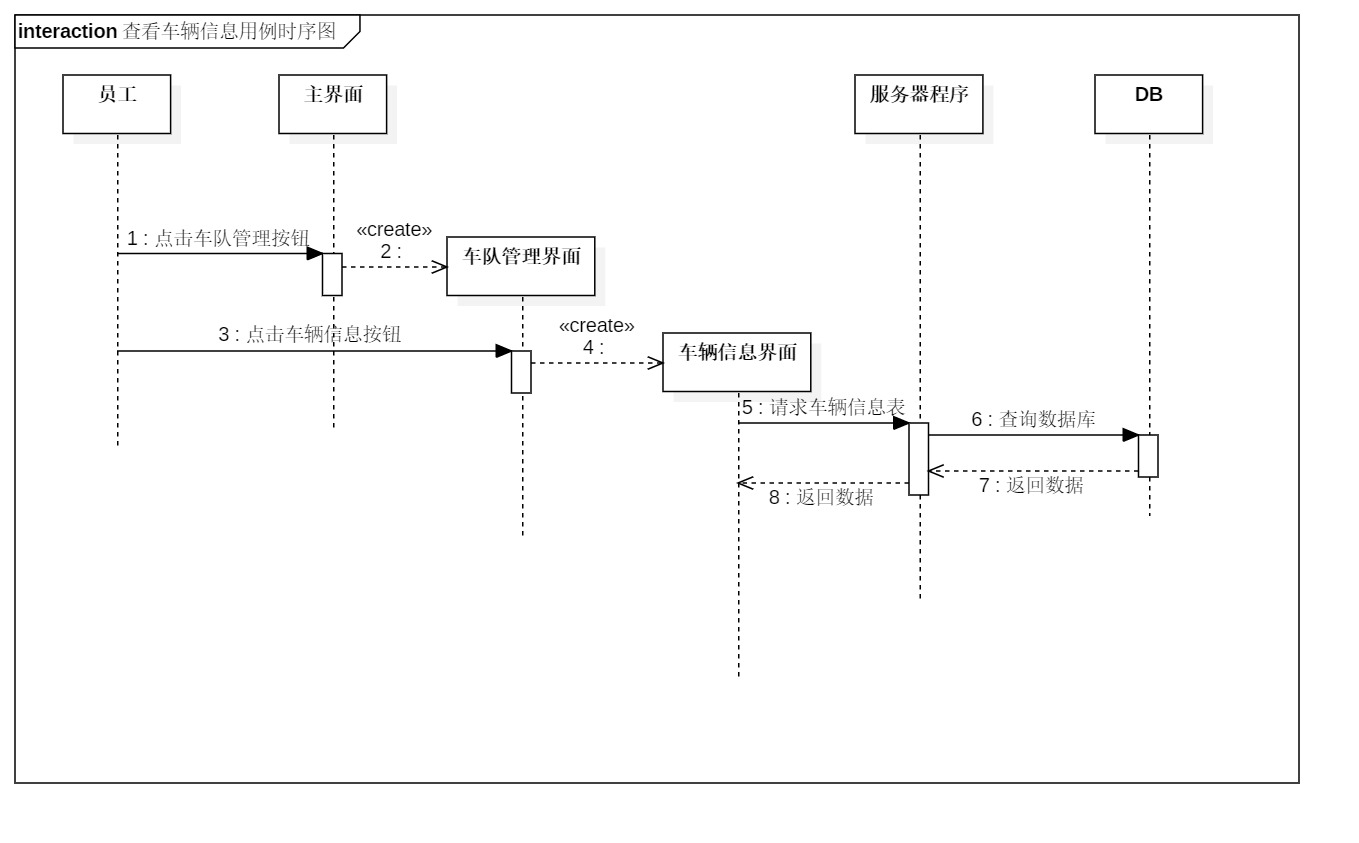 interaction 查看车辆信息用例时序图
员工
主界面
服务器程序
DB
1 : 点击车队管理按钮
«create»
2 :
车队管理界面
3 : 点击车辆信息按钮
«create»
4 :
车辆信息界面
5 : 请求车辆信息表
6 : 查询数据库
7 : 返回数据
8 : 返回数据